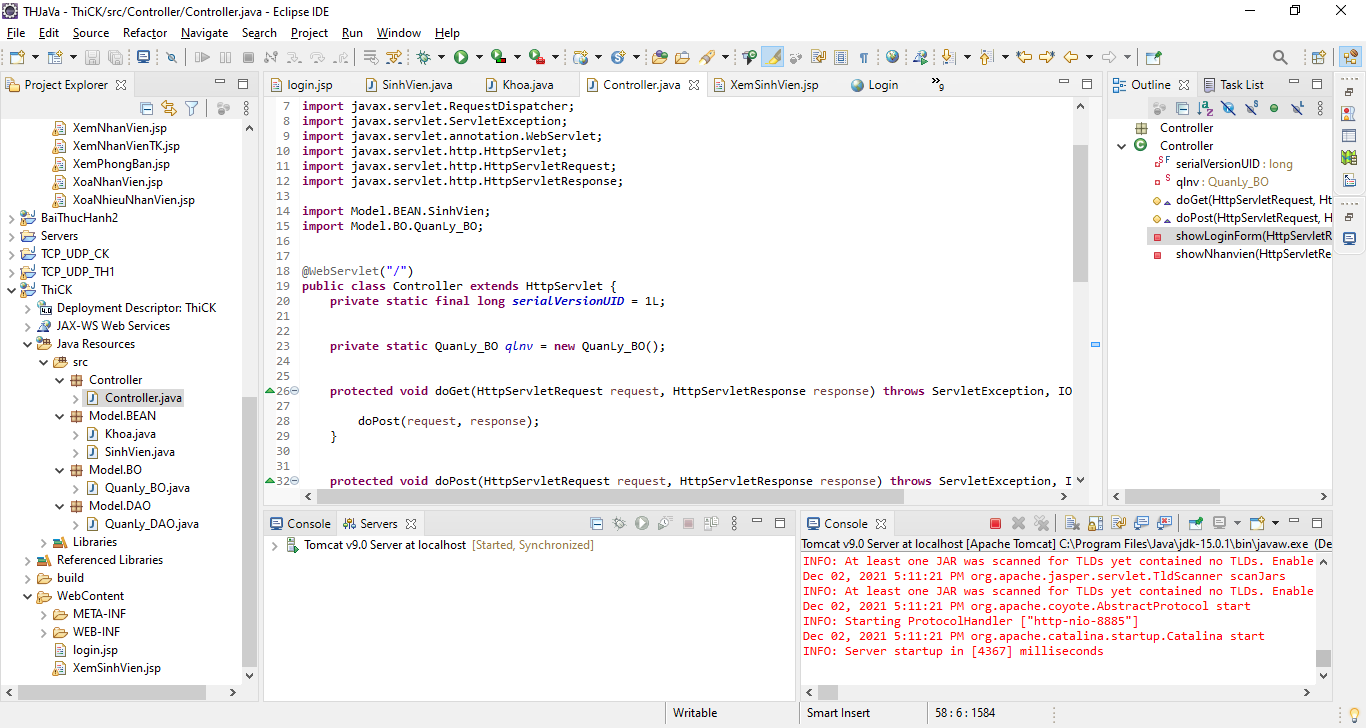 THJaVa - ThiCK/src/Controller/Controller.java - Eclipse IDE
File Edit Source Refactor Navigate Search Project Run Window Help
Project Explorer
XemNhanVien.jsp
XemNhanVienTK.jsp
XemPhongBan.jsp
XoaNhanVien.jsp
XoaNhieuNhanVien.jsp
BaiThucHanh2
Servers
TCP_UDP_CK
TCP_UDP_TH1
ThiCK
Deployment Descriptor: ThiCK
JAX-WS Web Services
Java Resources
src
Controller
Controller.java
Model.BEAN
Khoa.java
SinhVien.java
Model.BO
QuanLy_BO.java
Model.DAO
QuanLy_DAO.java
Libraries
Referenced Libraries
build
WebContent
META-INF
WEB-INF
login.jsp
XemSinhVien.jsp
login.jsp SinhVien.java Khoa.java Controller.java XemSinhVien.jsp Login »9
7 import javax.servlet.RequestDispatcher;
8 import javax.servlet.ServletException;
9 import javax.servlet.annotation.WebServlet;
10 import javax.servlet.http.HttpServlet;
11 import javax.servlet.http.HttpServletRequest;
12 import javax.servlet.http.HttpServletResponse;
13
14 import Model.BEAN.SinhVien;
15 import Model.BO.QuanLy_BO;
16
17
18 @WebServlet("/")
19 public class Controller extends HttpServlet {
20 private static final long serialVersionUID = 1L;
21
22
23 private static QuanLy_BO qlnv = new QuanLy_BO();
24
25
26 protected void doGet(HttpServletRequest request, HttpServletResponse response) throws ServletException, IO
27
28 doPost(request, response);
29 }
30
31
32 protected void doPost(HttpServletRequest request, HttpServletResponse response) throws ServletException, I
Outline Task List
Controller
Controller
serialVersionUID : long
qlnv : QuanLy_BO
doGet(HttpServletRequest, Ht
doPost(HttpServletRequest, H
showLoginForm(HttpServletR
showNhanvien(HttpServletRe
Console Servers
Tomcat v9.0 Server at localhost [Started, Synchronized]
Console
Tomcat v9.0 Server at localhost [Apache Tomcat] C:\Program Files\Java\jdk-15.0.1\bin\javaw.exe (De
INFO: At least one JAR was scanned for TLDs yet contained no TLDs. Enable
Dec 02, 2021 5:11:21 PM org.apache.jasper.servlet.TldScanner scanJars
INFO: At least one JAR was scanned for TLDs yet contained no TLDs. Enable
Dec 02, 2021 5:11:21 PM org.apache.coyote.AbstractProtocol start
INFO: Starting ProtocolHandler ["http-nio-8885"]
Dec 02, 2021 5:11:21 PM org.apache.catalina.startup.Catalina start
INFO: Server startup in [4367] milliseconds
Writable Smart Insert 58 : 6 : 1584